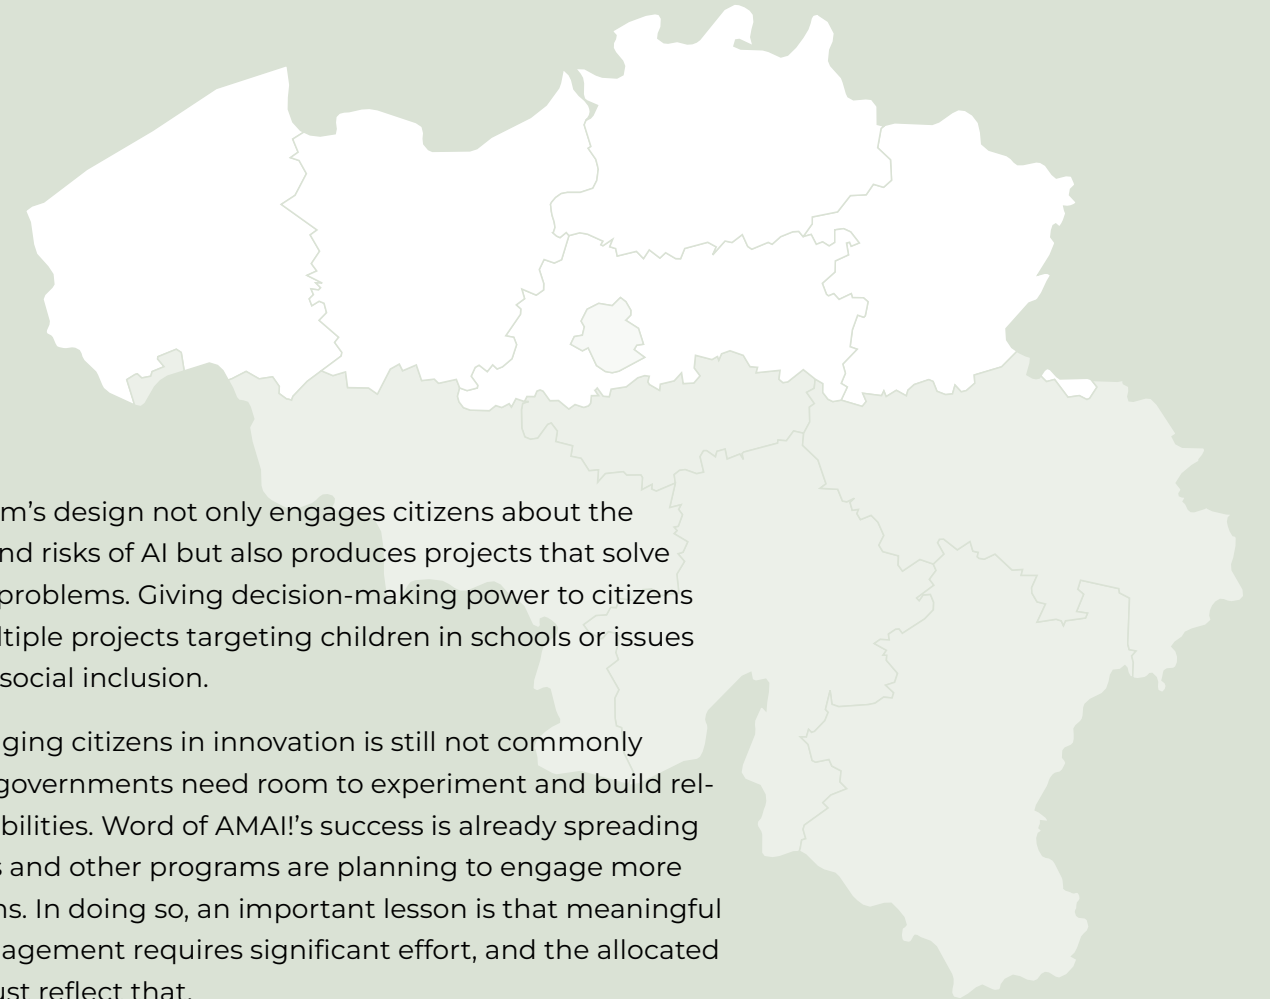 m’s design not only engages citizens about the
nd risks of AI but also produces projects that solve
problems. Giving decision-making power to citizens
ltiple projects targeting children in schools or issues
social inclusion.
ging citizens in innovation is still not commonly
governments need room to experiment and build rel-
bilities. Word of AMAI!’s success is already spreading
s and other programs are planning to engage more
ns. In doing so, an important lesson is that meaningful
agement requires significant effort, and the allocated
ust reflect that.